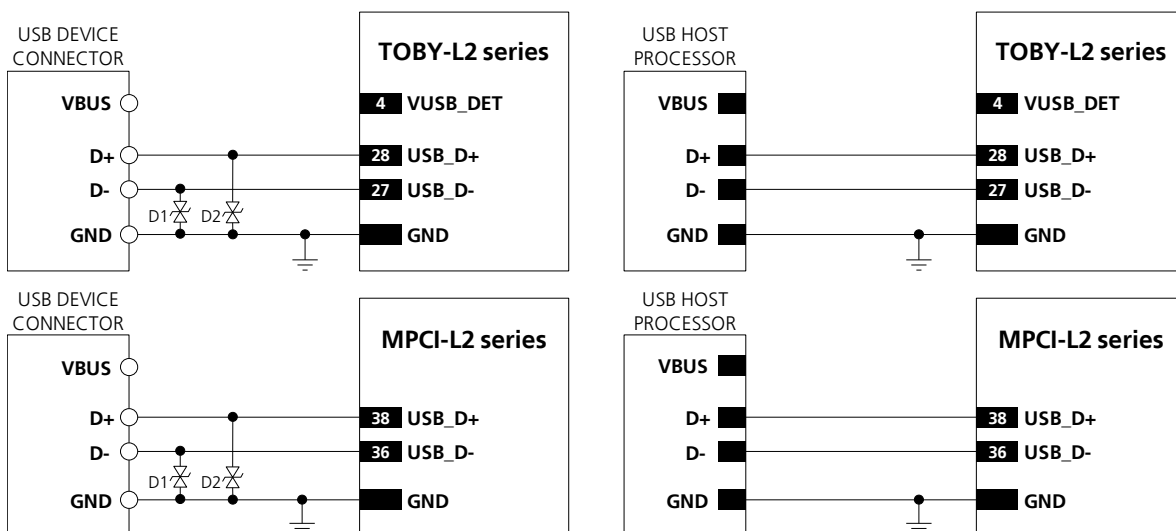 USB DEVICE
CONNECTOR
VBUS
D+
D-
GND
D1
D2
TOBY-L2 series
4 VUSB_DET
28 USB_D+
27 USB_D-
GND
USB HOST
PROCESSOR
VBUS
D+
D-
GND
TOBY-L2 series
4 VUSB_DET
28 USB_D+
27 USB_D-
GND
USB DEVICE
CONNECTOR
VBUS
D+
D-
GND
D1
D2
MPCI-L2 series
38 USB_D+
36 USB_D-
GND
USB HOST
PROCESSOR
VBUS
D+
D-
GND
MPCI-L2 series
38 USB_D+
36 USB_D-
GND